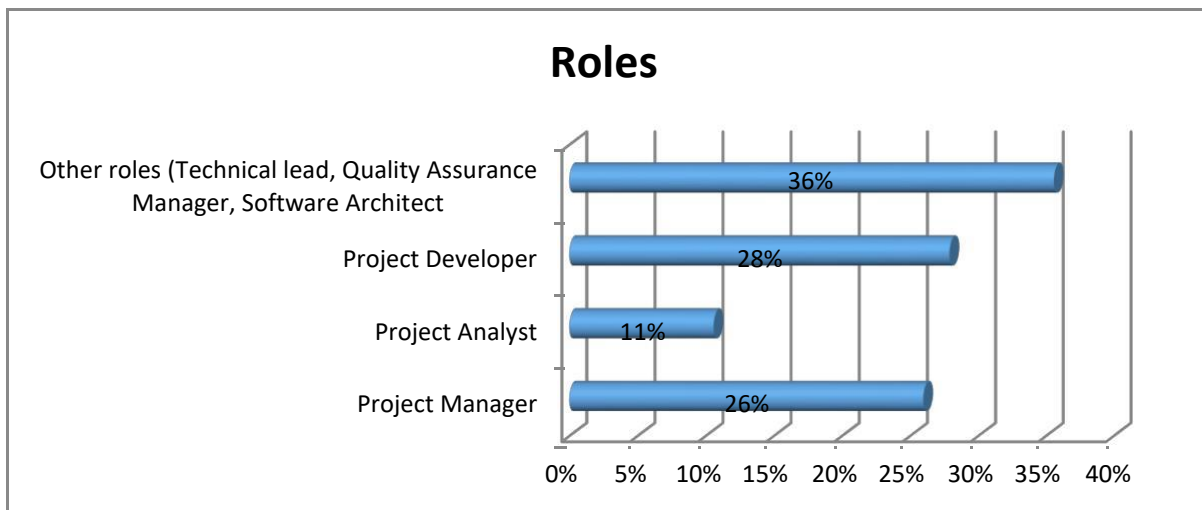 Roles
Other roles (Technical lead, Quality Assurance
Manager, Software Architect
36%
Project Developer
28%
Project Analyst
11%
Project Manager
26%
0% 5% 10% 15% 20% 25% 30% 35% 40%